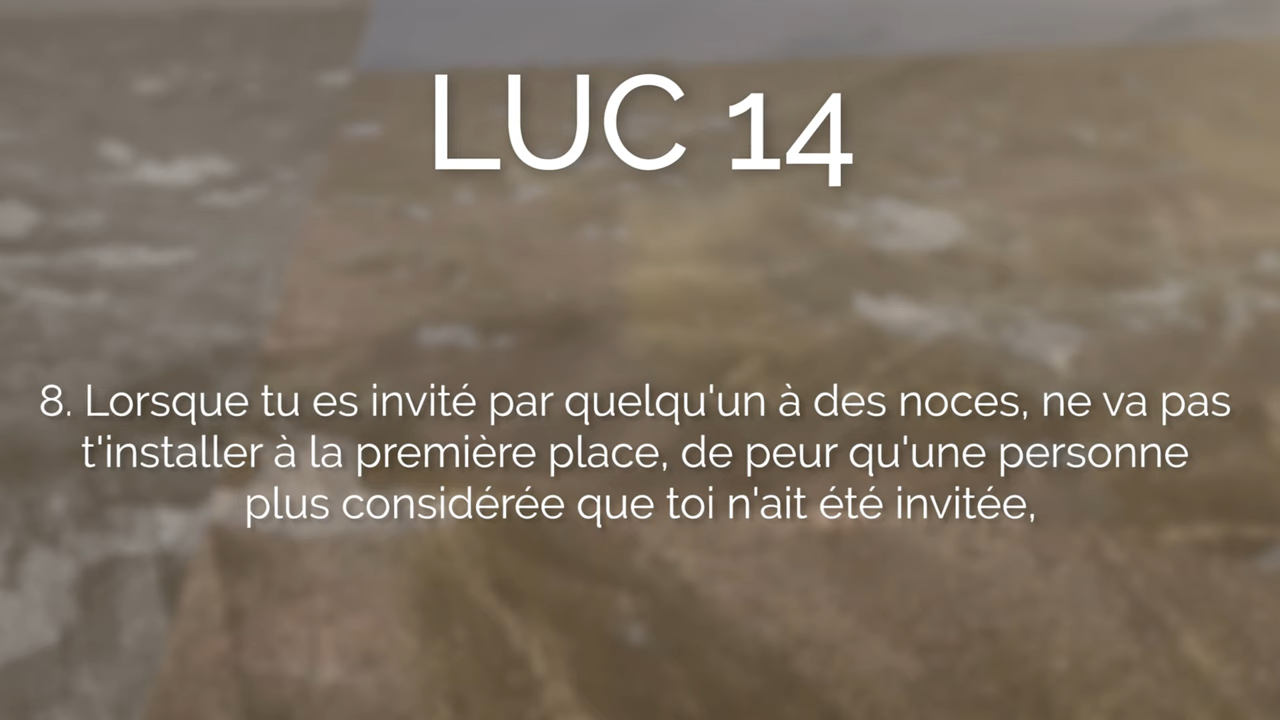 LUC 14
8. Lorsque tu es invité par quelqu'un à des noces, ne va pas
t'installer à la première place, de peur qu'une personne
plus considérée que toi n'ait été invitée,